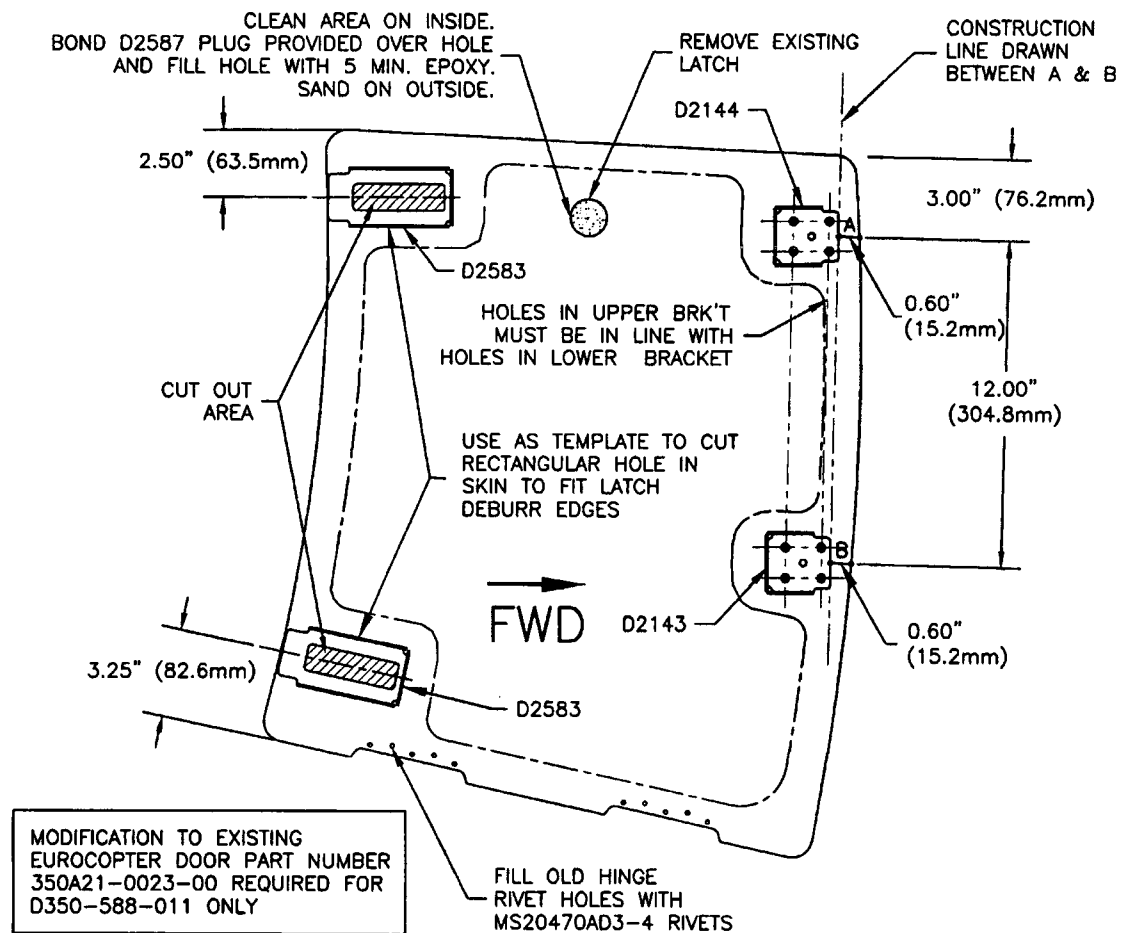 CLEAN AREA ON INSIDE.
BOND D2587 PLUG PROVIDED OVER HOLE
AND FILL HOLE WITH 5 MIN. EPOXY.
SAND ON OUTSIDE.
REMOVE EXISTING
LATCH
CONSTRUCTION
LINE DRAWN
BETWEEN A & B
D2144
2.50" (63.5mm)
3.00" (76.2mm)
A
D2583
HOLES IN UPPER BRK'T
MUST BE IN LINE WITH
HOLES IN LOWER BRACKET
0.60"
(15.2mm)
CUT OUT
AREA
12.00"
(304.8mm)
USE AS TEMPLATE TO CUT
RECTANGULAR HOLE IN
SKIN TO FIT LATCH
DEBURR EDGES
B
FWD
D2143
0.60"
(15.2mm)
3.25" (82.6mm)
D2583
MODIFICATION TO EXISTING
EUROCOPTER DOOR PART NUMBER
350A21-0023-00 REQUIRED FOR
D350-588-011 ONLY
FILL OLD HINGE
RIVET HOLES WITH
MS20470AD3-4 RIVETS